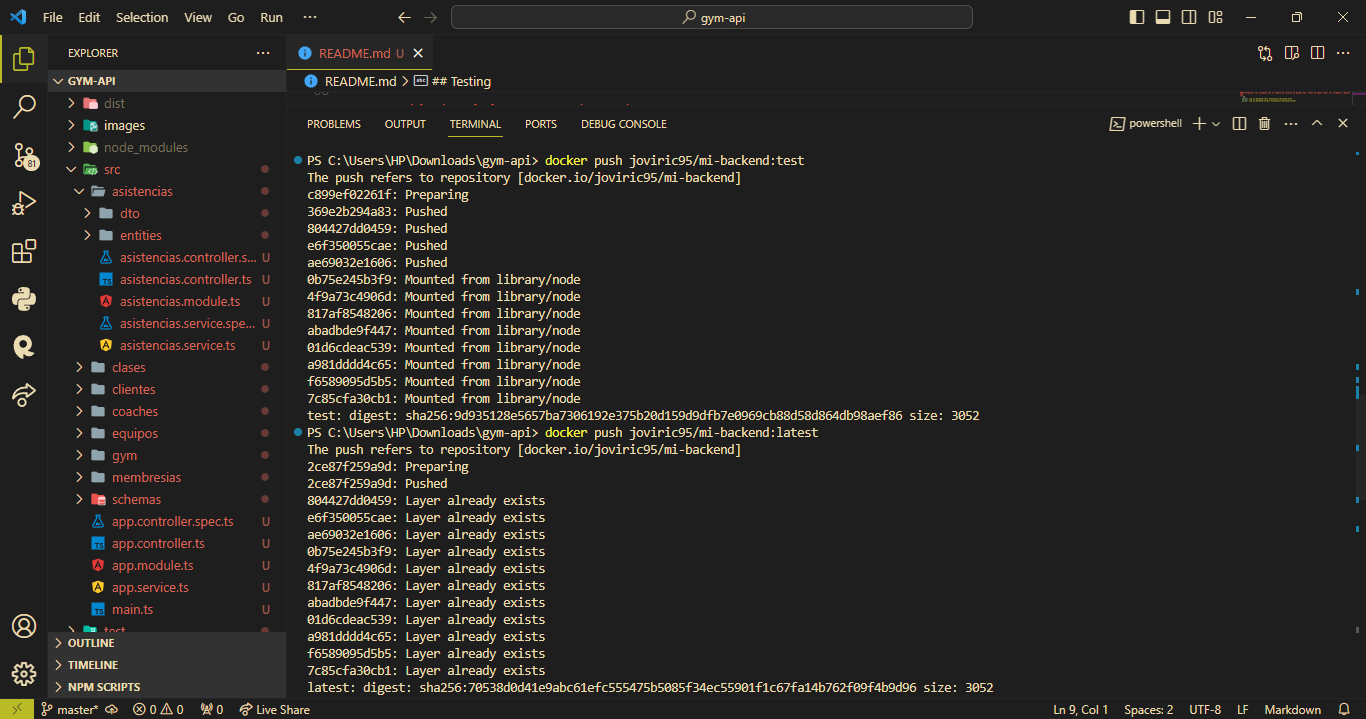 File Edit Selection View Go Run ··· gym-api
EXPLORER ···
GYM-API
dist
images
node_modules
src
asistencias
dto
entities
asistencias.controller.s... U
asistencias.controller.ts U
asistencias.module.ts U
asistencias.service.spe... U
asistencias.service.ts U
clases
clientes
coaches
equipos
gym
membresias
schemas
app.controller.spec.ts U
app.controller.ts U
app.module.ts U
app.service.ts U
main.ts U
test
OUTLINE
TIMELINE
NPM SCRIPTS
81
README.md U
README.md > ## Testing
PROBLEMS OUTPUT TERMINAL PORTS DEBUG CONSOLE powershell
PS C:\Users\HP\Downloads\gym-api> docker push joviric95/mi-backend:test
The push refers to repository [docker.io/joviric95/mi-backend]
c899ef02261f: Preparing
369e2b294a83: Pushed
804427dd0459: Pushed
e6f350055cae: Pushed
ae69032e1606: Pushed
0b75e245b3f9: Mounted from library/node
4f9a73c4906d: Mounted from library/node
817af8548206: Mounted from library/node
abadbde9f447: Mounted from library/node
01d6cdeac539: Mounted from library/node
a981dddd4c65: Mounted from library/node
f6589095d5b5: Mounted from library/node
7c85cfa30cb1: Mounted from library/node
test: digest: sha256:9d935128e5657ba7306192e375b20d159d9dfb7e0969cb88d58d864db98aef86 size: 3052
PS C:\Users\HP\Downloads\gym-api> docker push joviric95/mi-backend:latest
The push refers to repository [docker.io/joviric95/mi-backend]
2ce87f259a9d: Preparing
2ce87f259a9d: Pushed
804427dd0459: Layer already exists
e6f350055cae: Layer already exists
ae69032e1606: Layer already exists
0b75e245b3f9: Layer already exists
4f9a73c4906d: Layer already exists
817af8548206: Layer already exists
abadbde9f447: Layer already exists
01d6cdeac539: Layer already exists
a981dddd4c65: Layer already exists
f6589095d5b5: Layer already exists
7c85cfa30cb1: Layer already exists
latest: digest: sha256:70538d0d41e9abc61efc555475b5085f34ec55901f1c67fa14b762f09f4b9d96 size: 3052
master* 0 0 0 Live Share Ln 9, Col 1 Spaces: 2 UTF-8 LF Markdown